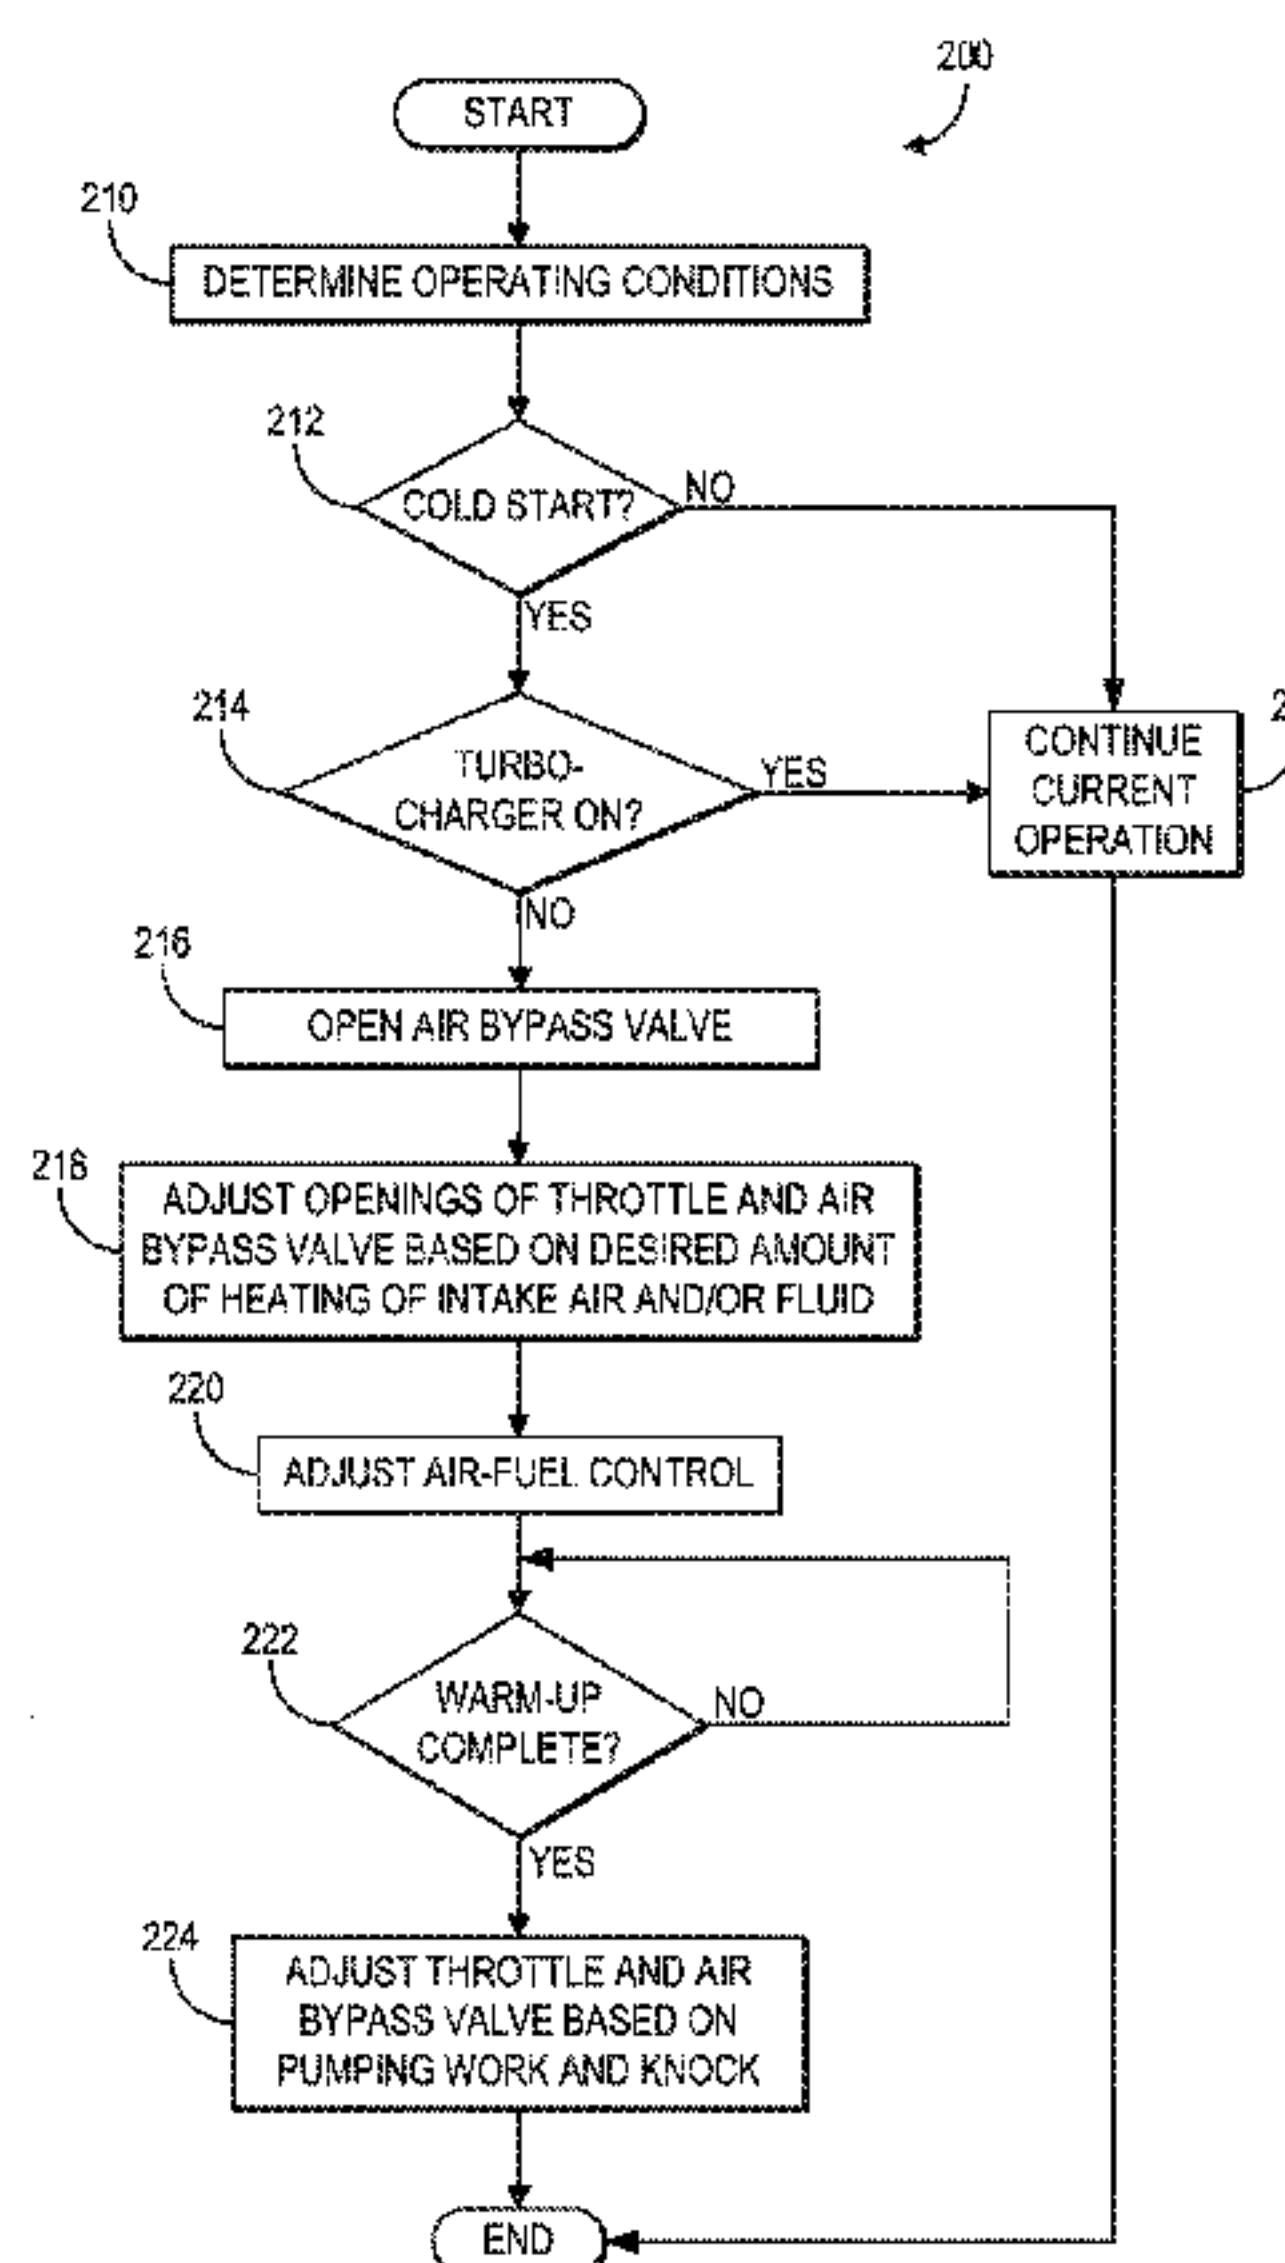 200
START
210
DETERMINE OPERATING CONDITIONS
212
COLD START?
NO
YES
214
TURBO-
CHARGER ON?
YES
NO
CONTINUE
CURRENT
OPERATION
216
OPEN AIR BYPASS VALVE
218
ADJUST OPENINGS OF THROTTLE AND AIR
BYPASS VALVE BASED ON DESIRED AMOUNT
OF HEATING OF INTAKE AIR AND/OR FLUID
220
ADJUST AIR-FUEL CONTROL
222
WARM-UP
COMPLETE?
NO
YES
224
ADJUST THROTTLE AND AIR
BYPASS VALVE BASED ON
PUMPING WORK AND KNOCK
END